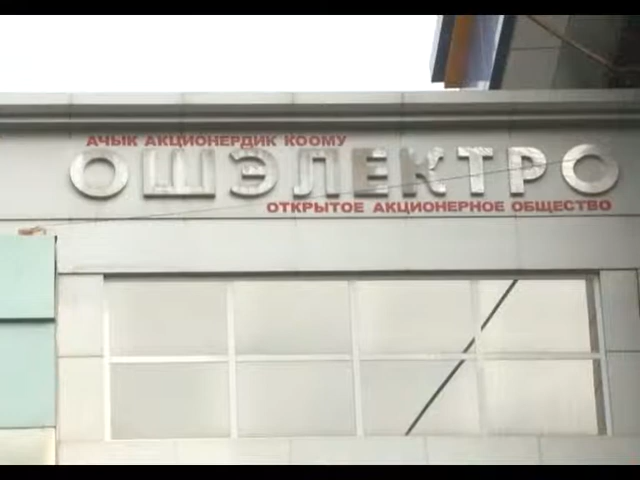 АЧЫК АКЦИОНЕРДИК КООМУ
ОШЭЛЕКТРО
ОТКРЫТОЕ АКЦИОНЕРНОЕ ОБЩЕСТВО